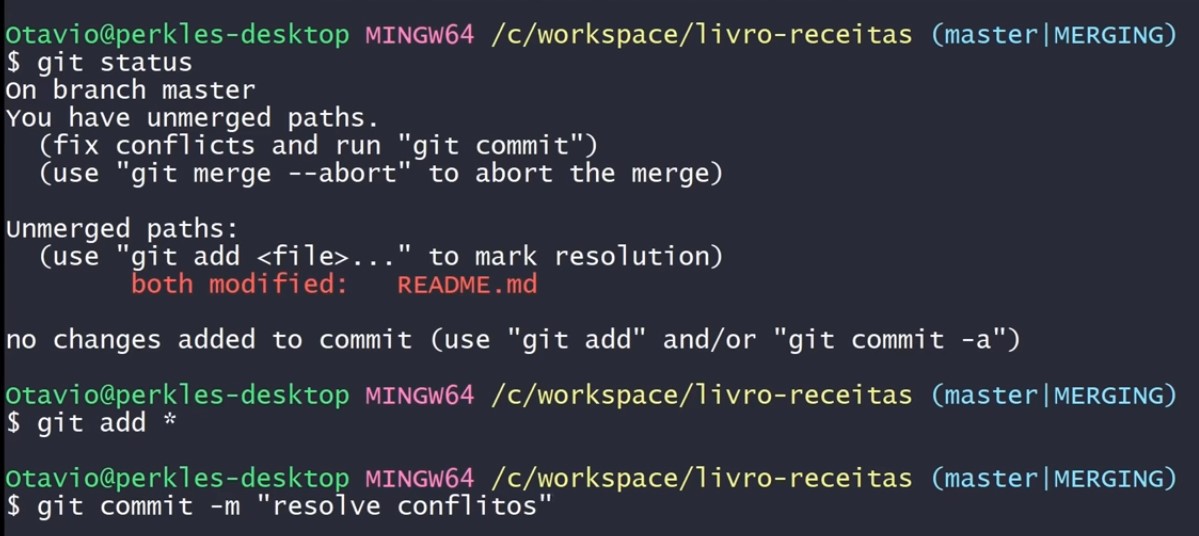 Otavio@perkles-desktop MINGW64 /c/workspace/livro-receitas (master|MERGING)
$ git status
On branch master
You have unmerged paths.
  (fix conflicts and run "git commit")
  (use "git merge --abort" to abort the merge)

Unmerged paths:
  (use "git add <file>..." to mark resolution)
        both modified:   README.md

no changes added to commit (use "git add" and/or "git commit -a")

Otavio@perkles-desktop MINGW64 /c/workspace/livro-receitas (master|MERGING)
$ git add *

Otavio@perkles-desktop MINGW64 /c/workspace/livro-receitas (master|MERGING)
$ git commit -m "resolve conflitos"